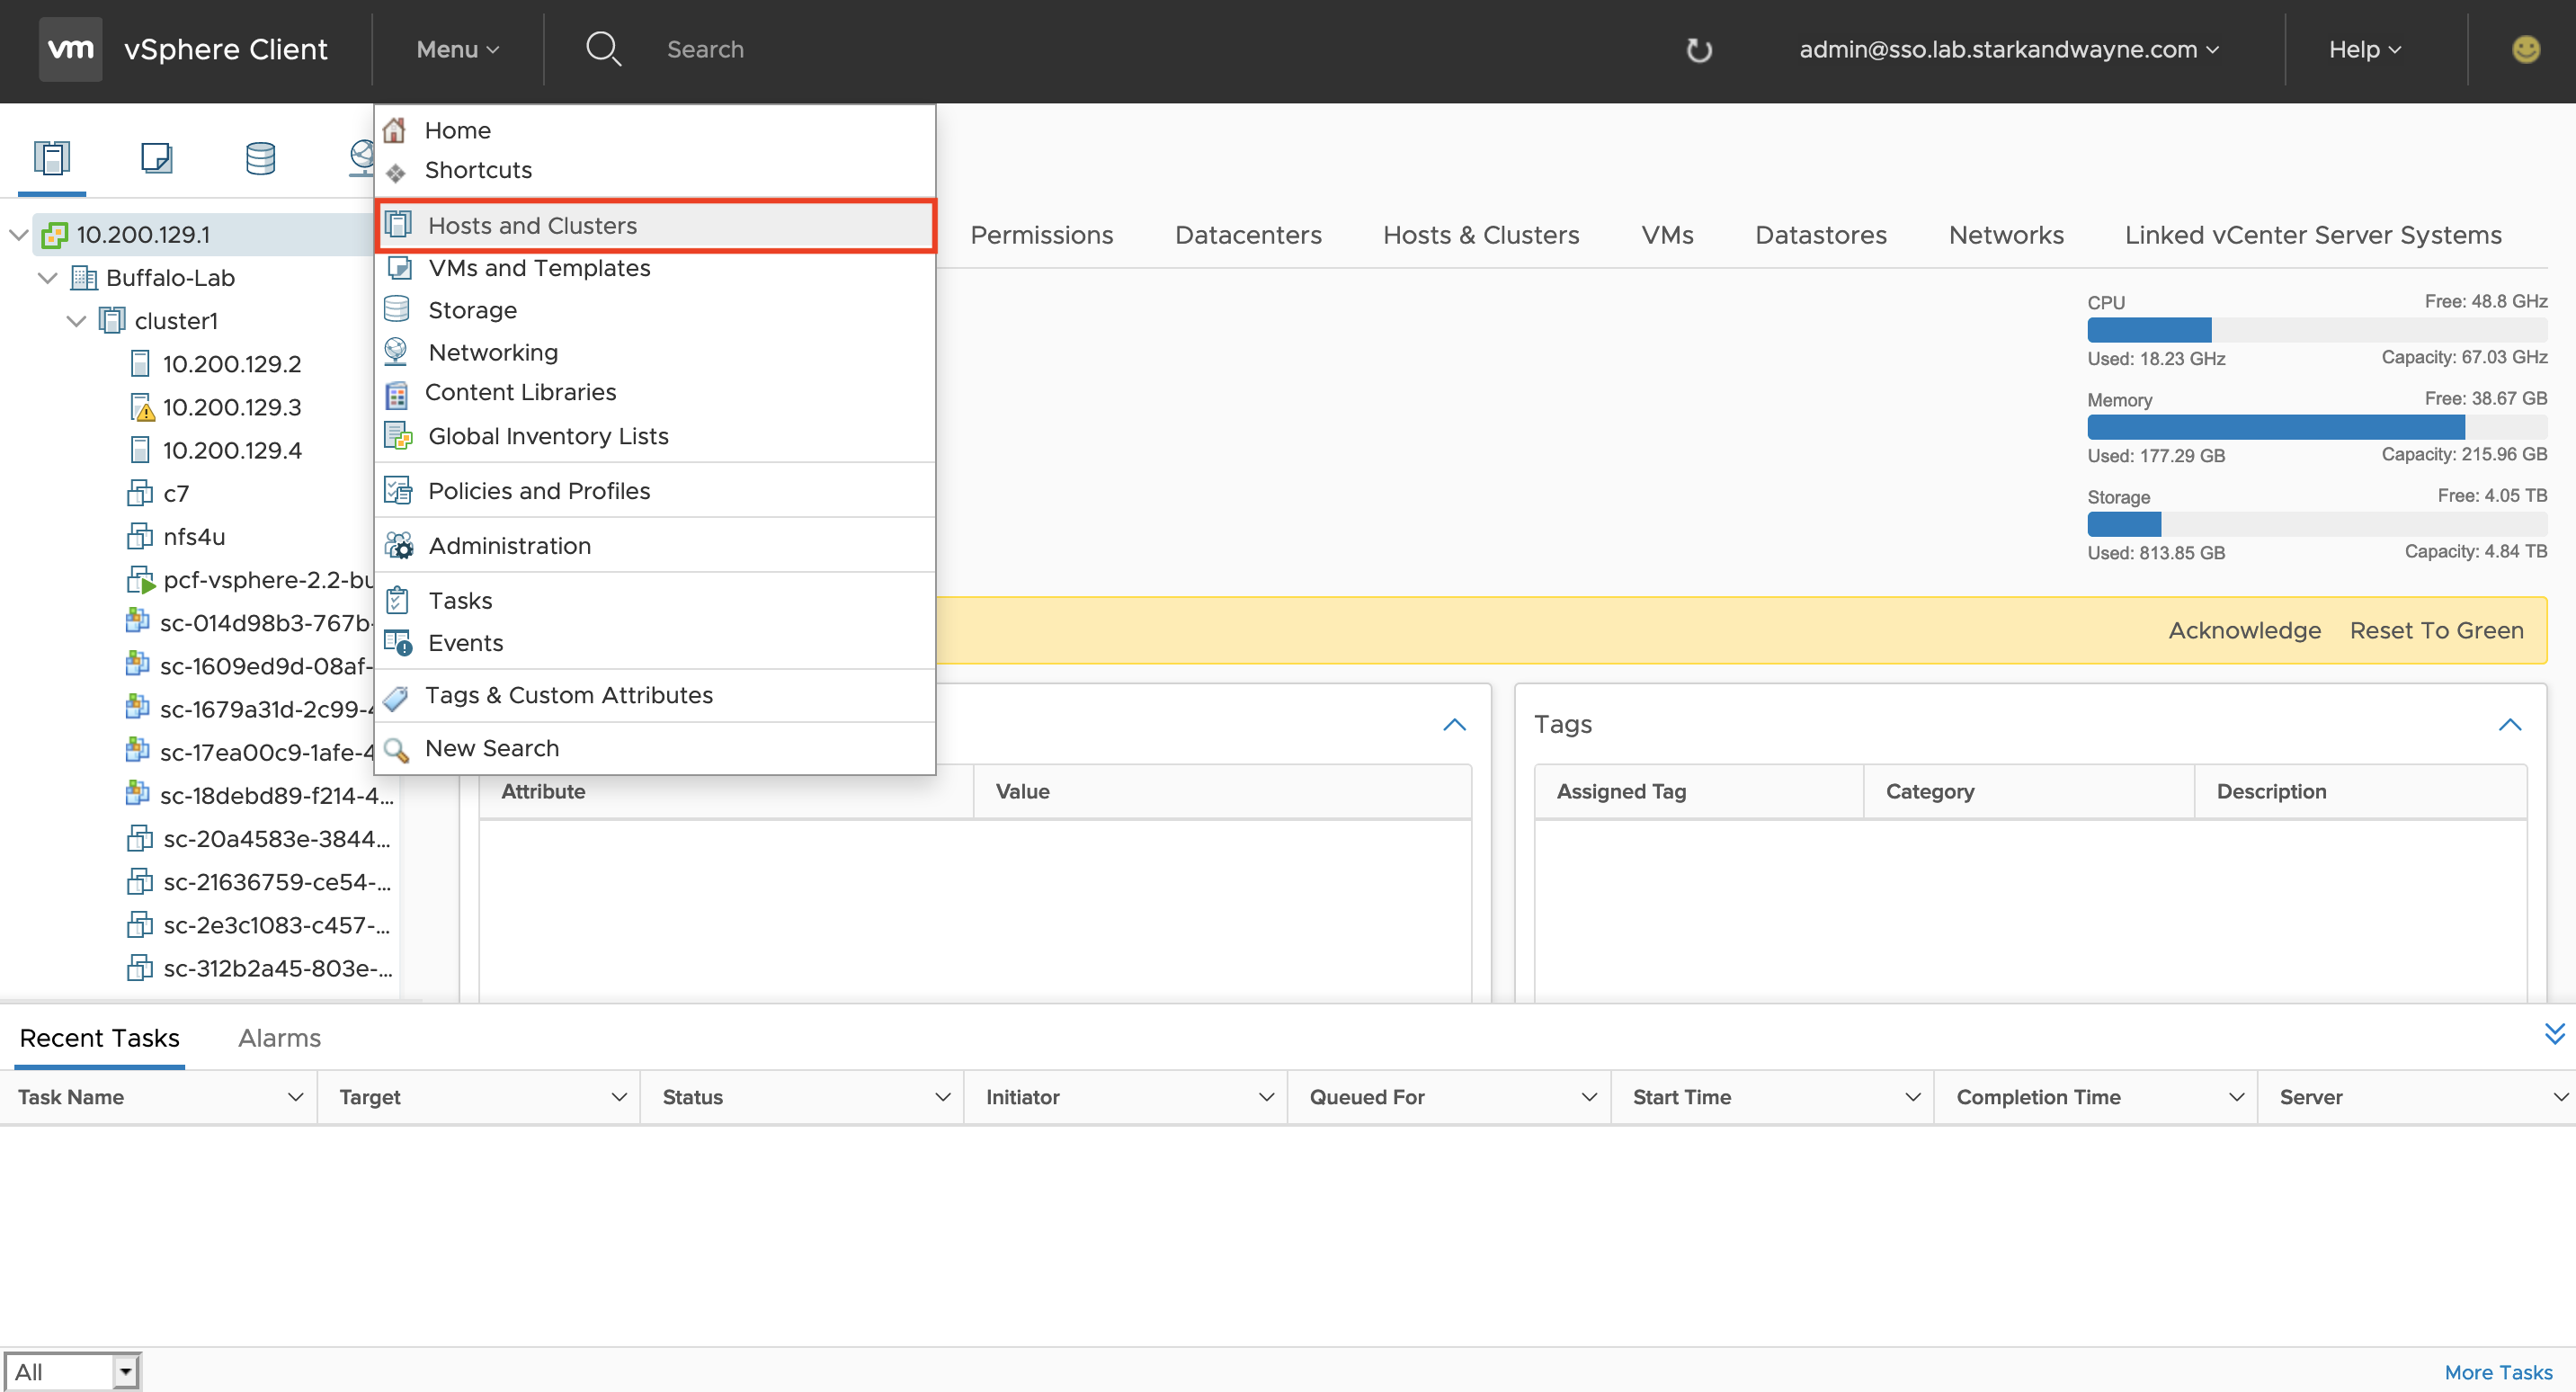 vm vSphere Client Menu Search admin@sso.lab.starkandwayne.com Help
Home
Shortcuts
Hosts and Clusters
VMs and Templates
Storage
Networking
Content Libraries
Global Inventory Lists
Policies and Profiles
Administration
Tasks
Events
Tags & Custom Attributes
New Search
10.200.129.1
Buffalo-Lab
cluster1
10.200.129.2
10.200.129.3
10.200.129.4
c7
nfs4u
pcf-vsphere-2.2-bu
sc-014d98b3-767b-
sc-1609ed9d-08af-
sc-1679a31d-2c99-4
sc-17ea00c9-1afe-4
sc-18debd89-f214-4...
sc-20a4583e-3844...
sc-21636759-ce54-...
sc-2e3c1083-c457-...
sc-312b2a45-803e-...
Permissions Datacenters Hosts & Clusters VMs Datastores Networks Linked vCenter Server Systems
CPU Free: 48.8 GHz
Used: 18.23 GHz Capacity: 67.03 GHz
Memory Free: 38.67 GB
Used: 177.29 GB Capacity: 215.96 GB
Storage Free: 4.05 TB
Used: 813.85 GB Capacity: 4.84 TB
Acknowledge Reset To Green
Attribute Value
Tags
Assigned Tag Category Description
Recent Tasks Alarms
Task Name Target Status Initiator Queued For Start Time Completion Time Server
All More Tasks